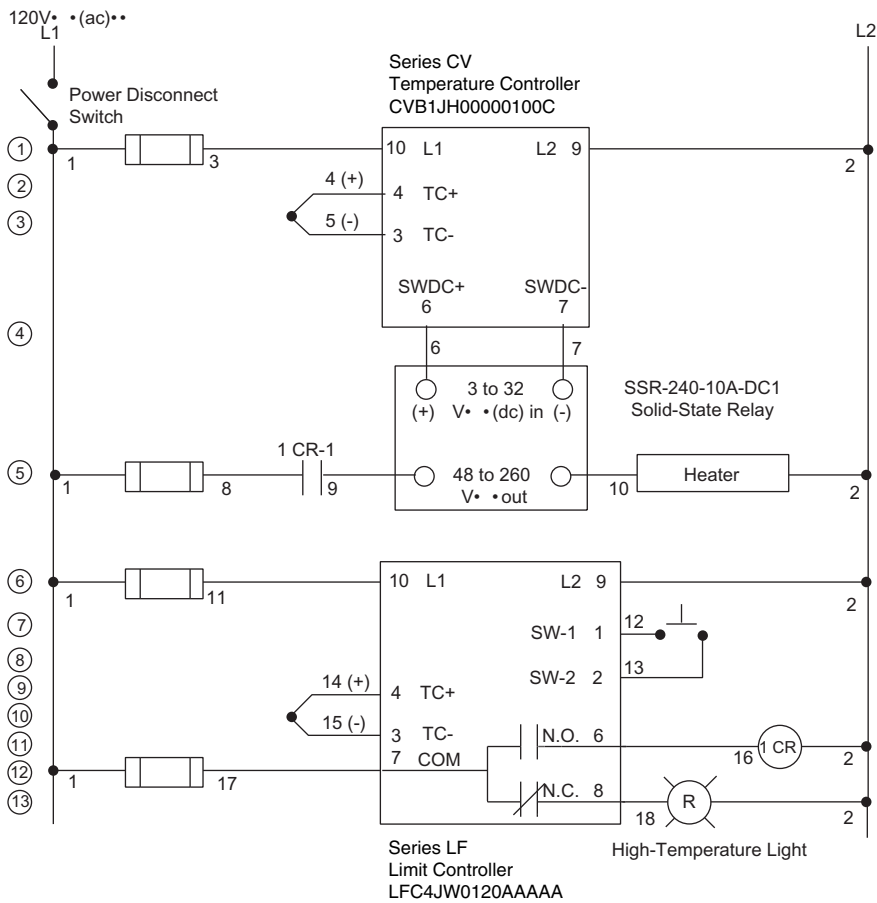 120V• •(ac)••
L1
L2
Power Disconnect
Switch
Series CV
Temperature Controller
CVB1JH00000100C
1
1
3
10 L1
L2 9
2
2
4 (+)
4 TC+
3
5 (-)
3 TC-
SWDC+
6
SWDC-
7
4
6
7
(+)
3 to 32
V• •(dc) in
(-)
SSR-240-10A-DC1
Solid-State Relay
5
1
8
1 CR-1
9
48 to 260
V• •out
10
Heater
2
6
1
11
10 L1
L2 9
2
7
SW-1 1
12
8
SW-2 2
13
9
14 (+)
4 TC+
10
15 (-)
3 TC-
11
N.O. 6
16
1 CR
2
12
1
17
7 COM
13
N.C. 8
18
R
2
High-Temperature Light
Series LF
Limit Controller
LFC4JW0120AAAAA